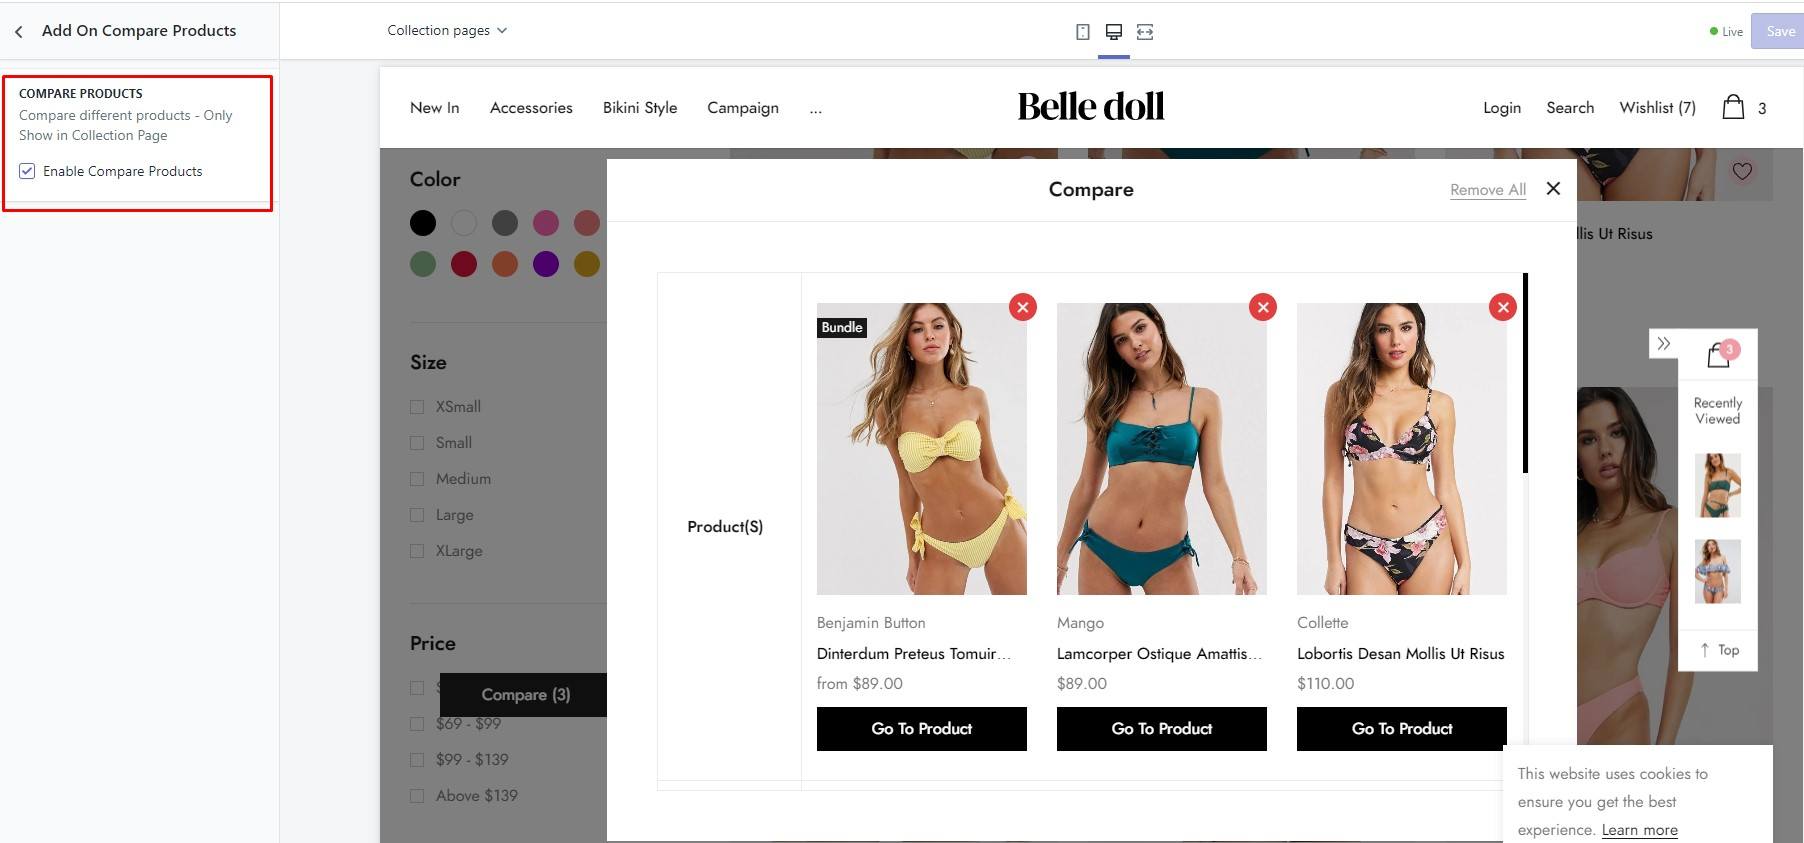 Add On Compare Products
Collection pages
Live
Save
COMPARE PRODUCTS
Compare different products - Only
Show in Collection Page
Enable Compare Products
New In
Accessories
Bikini Style
Campaign
...
Belle doll
Login
Search
Wishlist (7)
3
Color
Size
XSmall
Small
Medium
Large
XLarge
Price
Compare (3)
$69 - $99
$99 - $139
Above $139
Compare
Remove All
Product(S)
Bundle
Benjamin Button
Dinterdum Preteus Tomuir...
from $89.00
Go To Product
Mango
Lamcorper Ostique Amattis...
$89.00
Go To Product
Collette
Lobortis Desan Mollis Ut Risus
$110.00
Go To Product
Ut Risus
3
Recently
Viewed
Top
This website uses cookies to
ensure you get the best
experience. Learn more